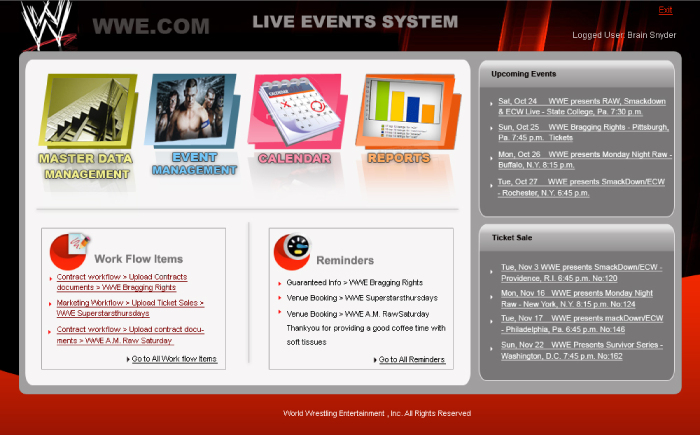 W
WWE.COM
LIVE EVENTS SYSTEM
Exit
Logged User: Brain Snyder
MASTER DATA
MANAGEMENT
EVENT
MANAGEMENT
CALENDAR
CALENDAR
REPORTS
Work Flow Items
Contract workflow > Upload Contracts
documents > WWE Bragging Rights
Marketing Workflow > Upload Ticket Sales >
WWE Superstarsthursdays
Contract workflow > Upload contract docu-
ments > WWE A.M. Raw Saturday
Go to All Work flow Items
Reminders
Guaranteed Info > WWE Bragging Rights
Venue Booking > WWE Superstarsthursdays
Venue Booking > WWE A.M. RawSaturday
Thankyou for providing a good coffee time with
soft tissues
Go to All Reminders
Upcoming Events
Sat, Oct 24 WWE presents RAW, Smackdown
& ECW Live - State College, Pa. 7:30 p.m.
Sun, Oct 25 WWE Bragging Rights - Pittsburgh,
Pa. 7:45 p.m. Tickets
Mon, Oct 26 WWE presents Monday Night Raw -
Buffalo, N.Y. 8:15 p.m.
Tue, Oct 27 WWE presents SmackDown/ECW
- Rochester, N.Y. 6:45 p.m.
Ticket Sale
Tue, Nov 3 WWE presents SmackDown/ECW -
Providence, R.I. 6:45 p.m. No:120
Mon, Nov 16 WWE presents Monday Night
Raw - New York, N.Y. 8:15 p.m. No:104
Tue, Nov 17 WWE presents mackDown/ECW
- Philadelphia, Pa. 6:45 p.m. No:146
Sun, Nov 22 WWE Presents Survivor Series -
Washington, D.C. 7:45 p.m. No:162
World Wrestling Entertainment , Inc. All Rights Reserved